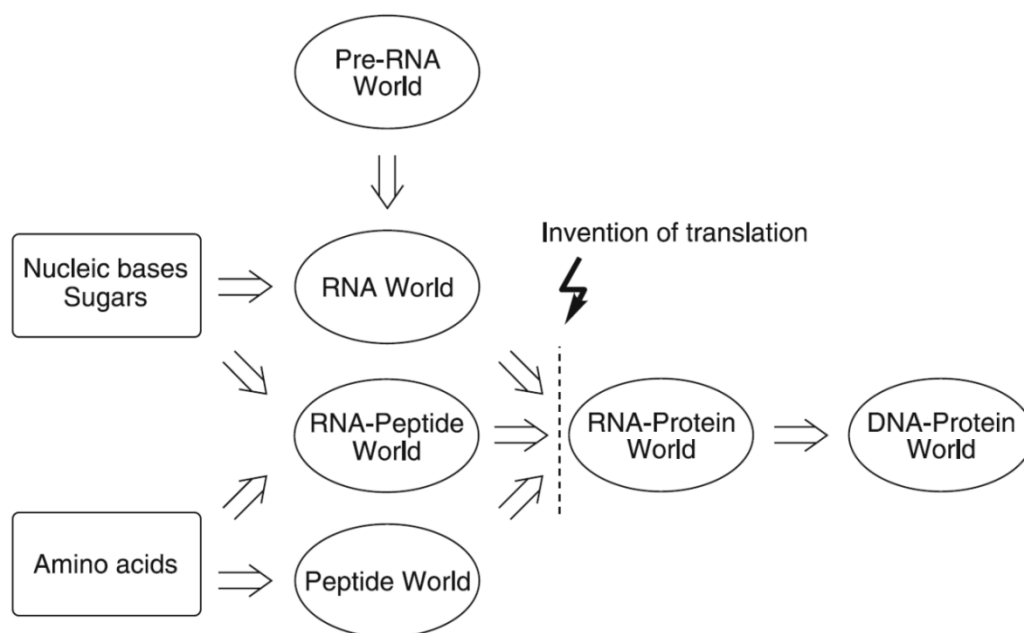 Pre-RNA
World
Invention of translation
Nucleic bases
Sugars
RNA World
RNA-Peptide
World
RNA-Protein
World
DNA-Protein
World
Amino acids
Peptide World